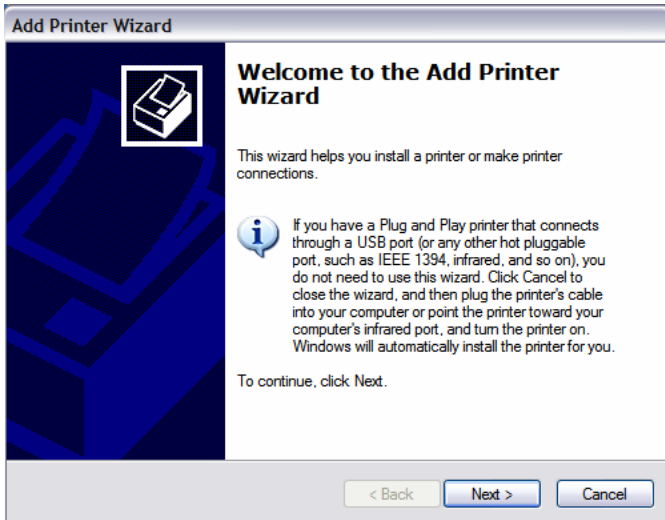 Add Printer Wizard
Welcome to the Add Printer
Wizard
This wizard helps you install a printer or make printer
connections.
If you have a Plug and Play printer that connects
through a USB port (or any other hot pluggable
port, such as IEEE 1394, infrared, and so on), you
do not need to use this wizard. Click Cancel to
close the wizard, and then plug the printer's cable
into your computer or point the printer toward your
computer's infrared port, and turn the printer on.
Windows will automatically install the printer for you.
To continue, click Next.
< Back Next > Cancel